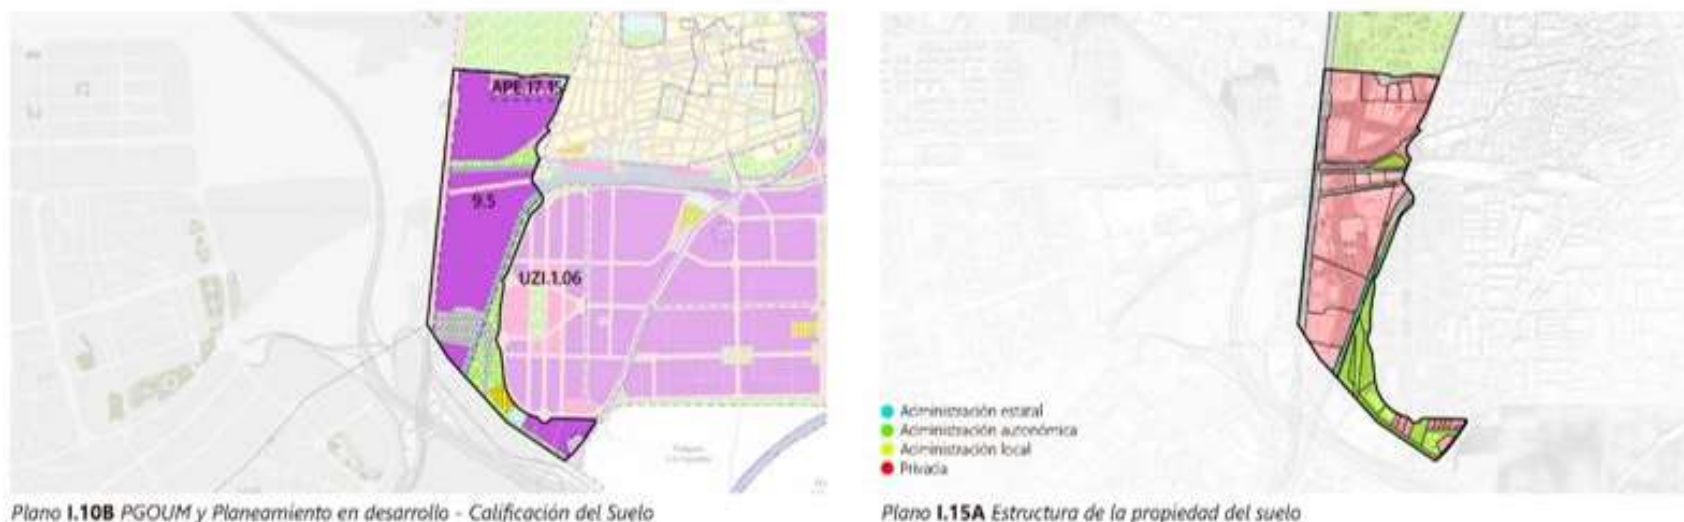 APE.17.15
9.5
UZI.1.06
Plano I.10B PGOUM y Planeamiento en desarrollo - Calificación del Suelo
Administración estatal
Administración autonómica
Administración local
Privada
Plano I.15A Estructura de la propiedad del suelo